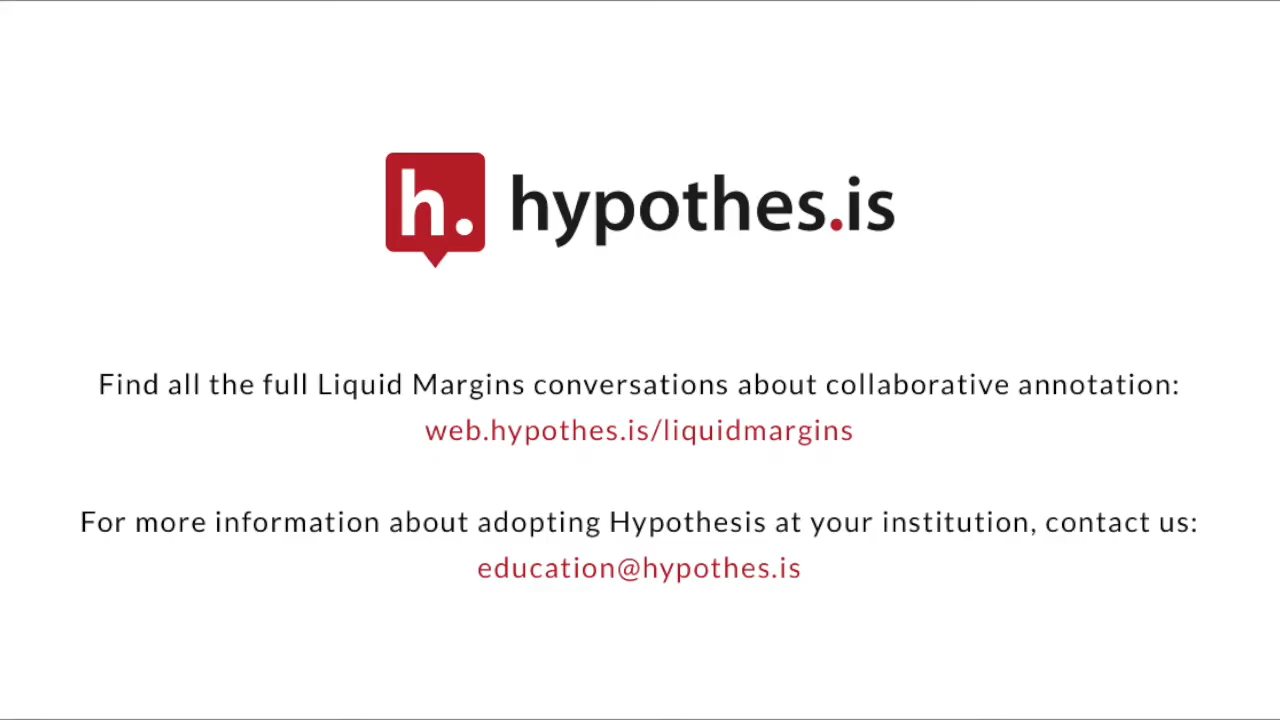 h. hypothes.is
Find all the full Liquid Margins conversations about collaborative annotation:
web.hypothes.is/liquidmargins
For more information about adopting Hypothesis at your institution, contact us:
education@hypothes.is